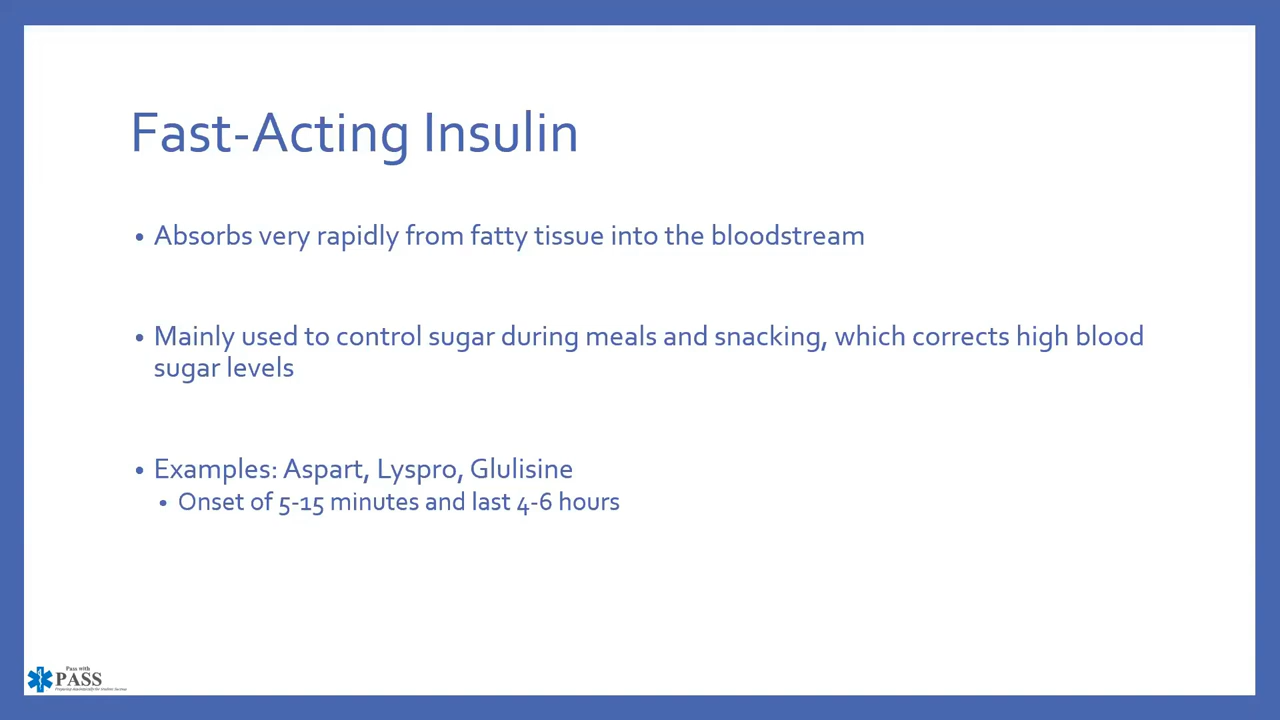 Fast-Acting Insulin
• Absorbs very rapidly from fatty tissue into the bloodstream
• Mainly used to control sugar during meals and snacking, which corrects high blood
sugar levels
• Examples: Aspart, Lyspro, Glulisine
• Onset of 5-15 minutes and last 4-6 hours
Pass with
PASS